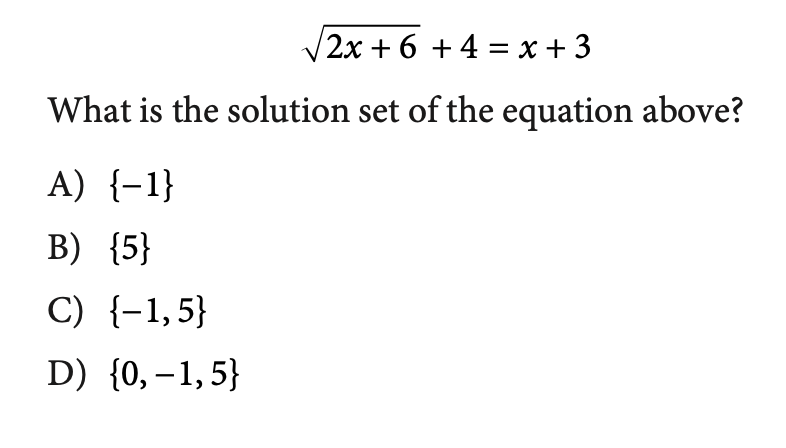 √2x + 6 + 4 = x + 3
What is the solution set of the equation above?
A) {−1}
B) {5}
C) {−1, 5}
D) {0, −1, 5}